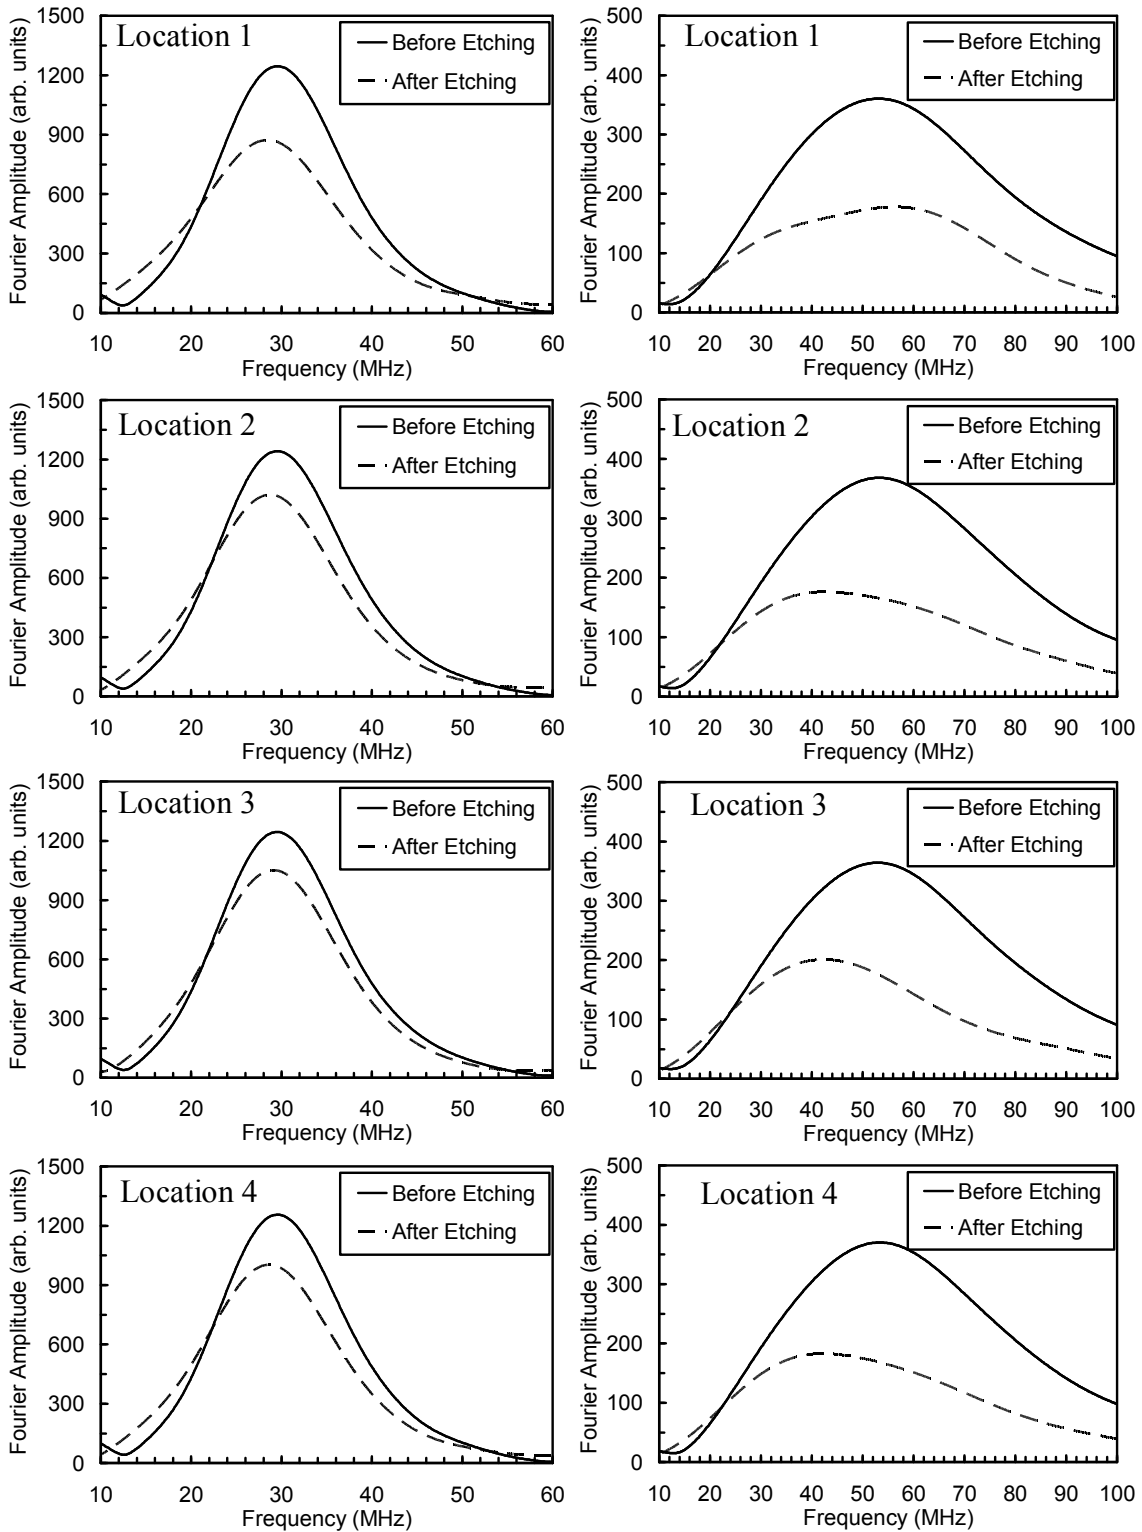 Fourier Amplitude (arb. units)
1500
1200
900
600
300
0
Location 1
Before Etching
After Etching
10 20 30 40 50 60
Frequency (MHz)
Fourier Amplitude (arb. units)
500
400
300
200
100
0
Location 1
Before Etching
After Etching
10 20 30 40 50 60 70 80 90 100
Frequency (MHz)
Fourier Amplitude (arb. units)
1500
1200
900
600
300
0
Location 2
Before Etching
After Etching
10 20 30 40 50 60
Frequency (MHz)
Fourier Amplitude (arb. units)
500
400
300
200
100
0
Location 2
Before Etching
After Etching
10 20 30 40 50 60 70 80 90 100
Frequency (MHz)
Fourier Amplitude (arb. units)
1500
1200
900
600
300
0
Location 3
Before Etching
After Etching
10 20 30 40 50 60
Frequency (MHz)
Fourier Amplitude (arb. units)
500
400
300
200
100
0
Location 3
Before Etching
After Etching
10 20 30 40 50 60 70 80 90 100
Frequency (MHz)
Fourier Amplitude (arb. units)
1500
1200
900
600
300
0
Location 4
Before Etching
After Etching
10 20 30 40 50 60
Frequency (MHz)
Fourier Amplitude (arb. units)
500
400
300
200
100
0
Location 4
Before Etching
After Etching
10 20 30 40 50 60 70 80 90 100
Frequency (MHz)